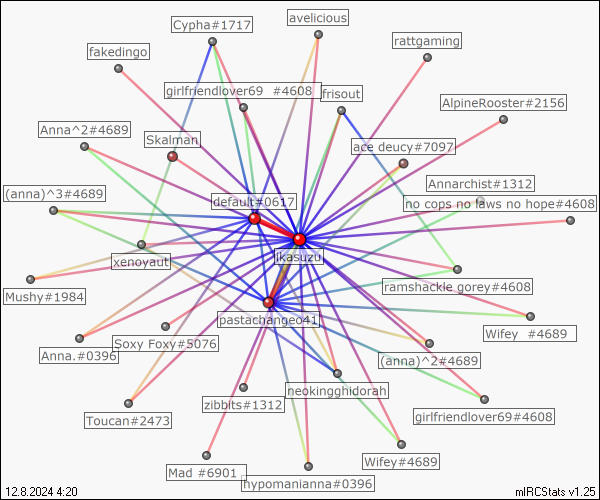 avelicious
Cypha#1717
rattgaming
fakedingo
girlfriendlover69 #4608
frisout
AlpineRooster#2156
Anna^2#4689
Skalman
ace deucy#7097
Annarchist#1312
(anna)^3#4689
default#0617
no cops no laws no hope#4608
ikasuzu
xenoyaut
ramshackle gorey#4608
Mushy#1984
pastachangeo41
Wifey #4689
Soxy Foxy#5076
Anna.#0396
(anna)^2#4689
neokingghidorah
zibbits#1312
Toucan#2473
girlfriendlover69#4608
Wifey#4689
Mad #6901
hypomanianna#0396
12.8.2024 4:20
mIRCStats v1.25